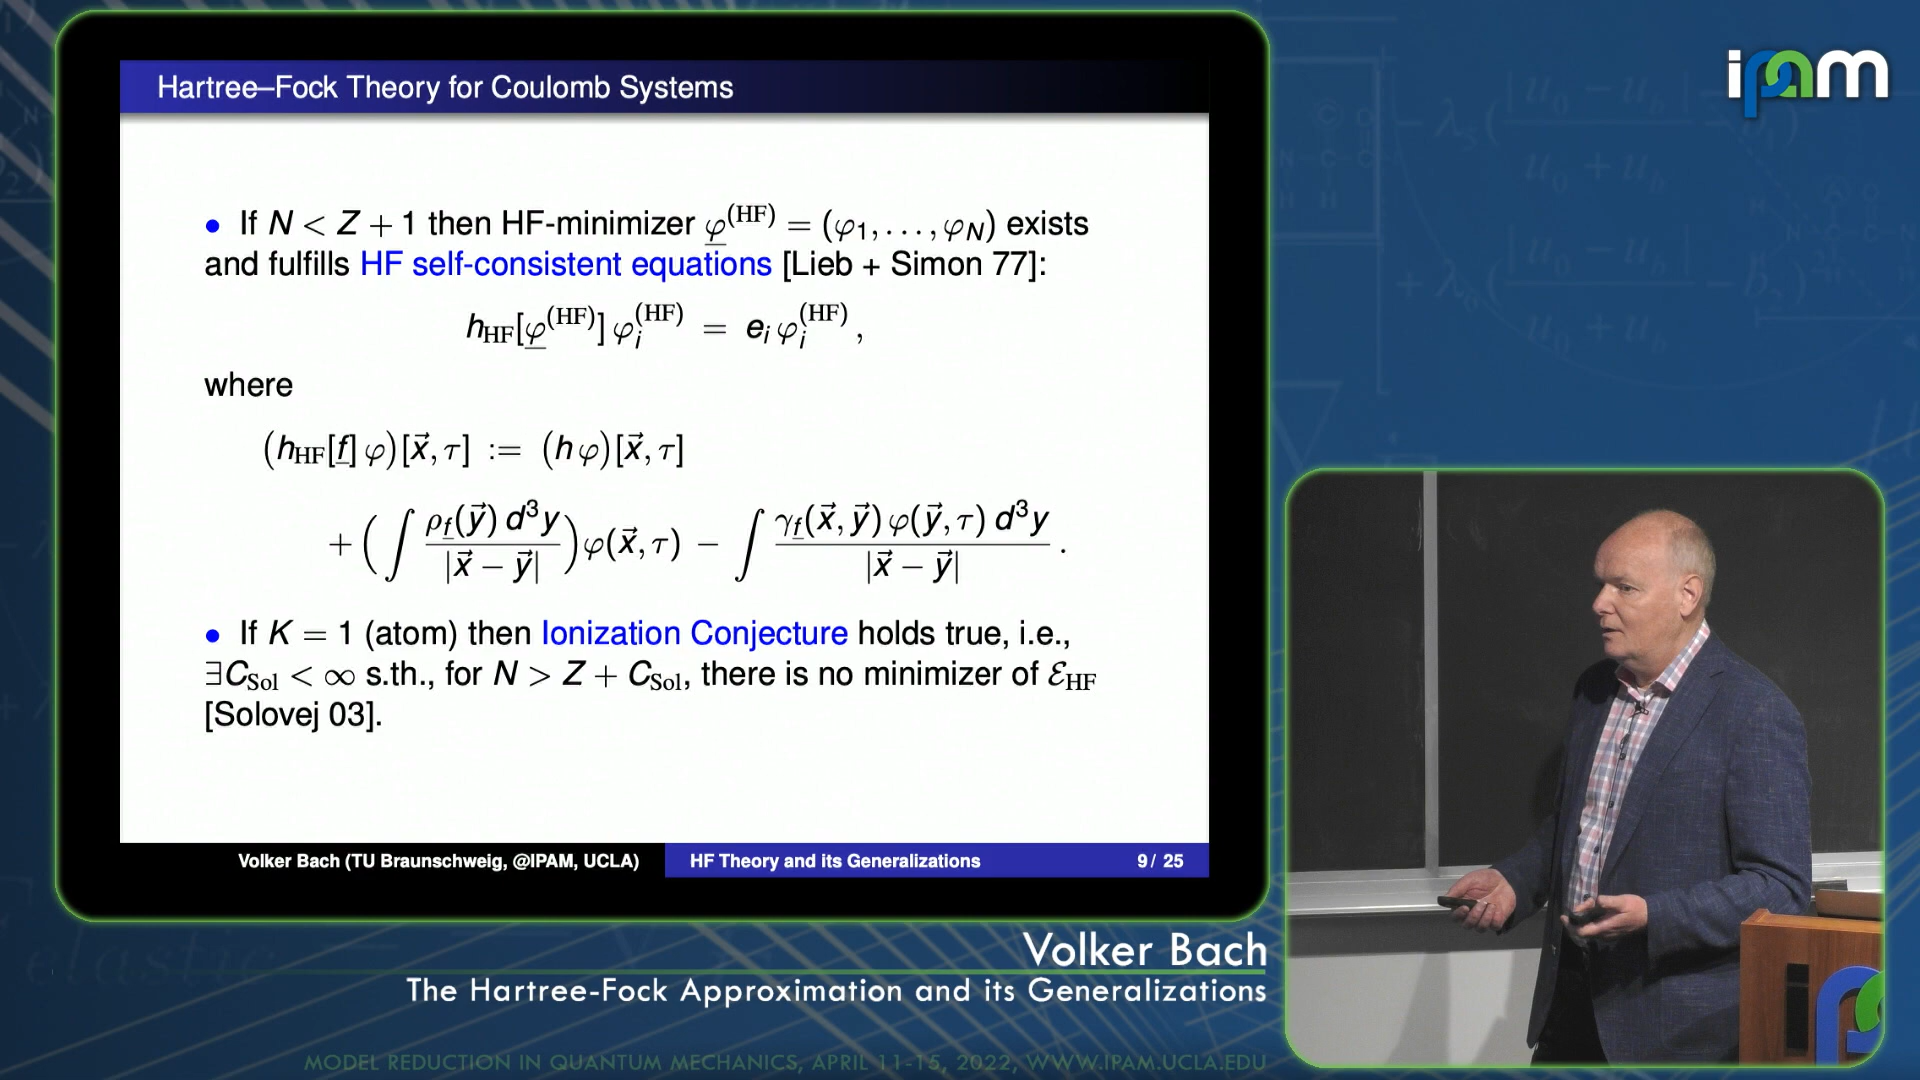 ipam
Hartree–Fock Theory for Coulomb Systems
• If N < Z + 1 then HF-minimizer φ^(HF) = (φ₁, …, φ_N) exists
and fulfills HF self-consistent equations [Lieb + Simon 77]:
h_HF[φ^(HF)] φ_i^(HF) = e_i φ_i^(HF) ,
where
(h_HF[f] φ)[x⃗, τ] := (h φ)[x⃗, τ]
+ ( ∫ ρ_f(y⃗) d³y / |x⃗ − y⃗| ) φ(x⃗, τ) − ∫ γ_f(x⃗, y⃗) φ(y⃗, τ) d³y / |x⃗ − y⃗| .
• If K = 1 (atom) then Ionization Conjecture holds true, i.e.,
∃C_Sol < ∞ s.th., for N > Z + C_Sol, there is no minimizer of ℰ_HF
[Solovej 03].
Volker Bach (TU Braunschweig, @IPAM, UCLA) HF Theory and its Generalizations 9 / 25
Volker Bach
The Hartree-Fock Approximation and its Generalizations
MODEL REDUCTION IN QUANTUM MECHANICS, APRIL 11-15, 2022, WWW.IPAM.UCLA.EDU